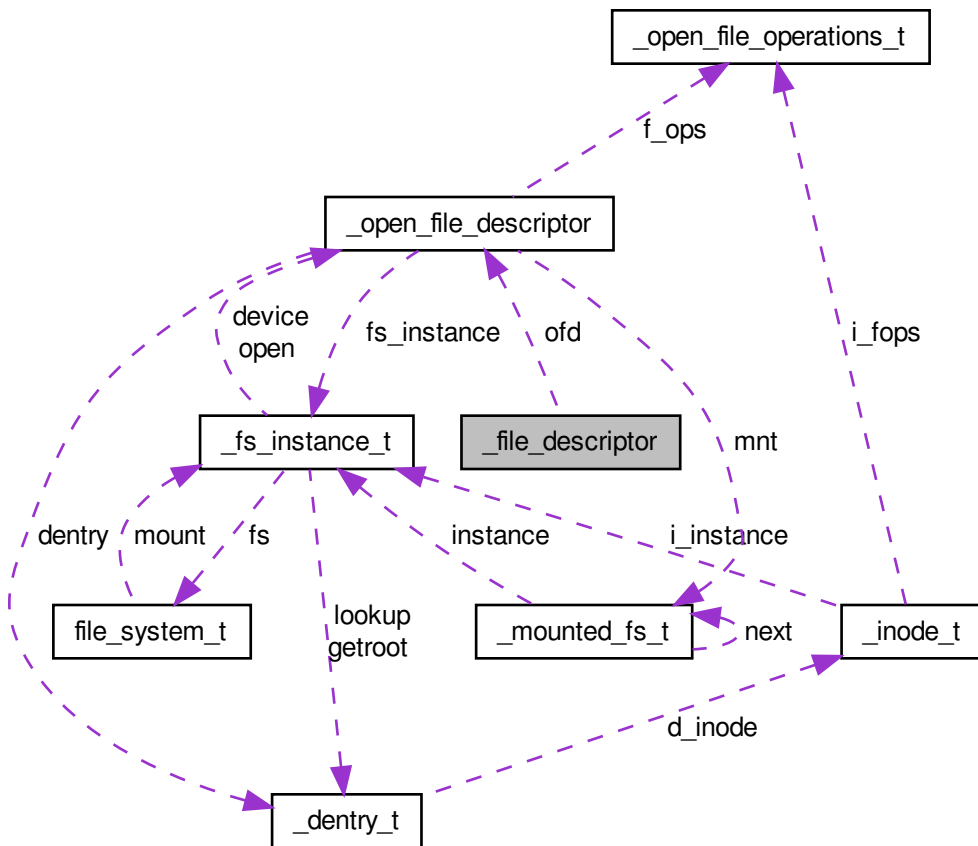 _open_file_operations_t
f_ops
_open_file_descriptor
device
open
fs_instance
ofd
i_fops
_fs_instance_t
_file_descriptor
mnt
dentry
mount
fs
instance
i_instance
file_system_t
lookup
getroot
_mounted_fs_t
next
_inode_t
d_inode
_dentry_t